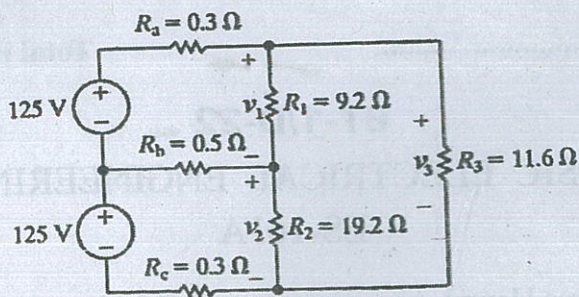 Rₐ = 0.3 Ω
125 V
+
−
+
v₁
R₁ = 9.2 Ω
R_b = 0.5 Ω
−
+
v₃
R₃ = 11.6 Ω
−
125 V
+
−
+
v₂
R₂ = 19.2 Ω
R_c = 0.3 Ω
−